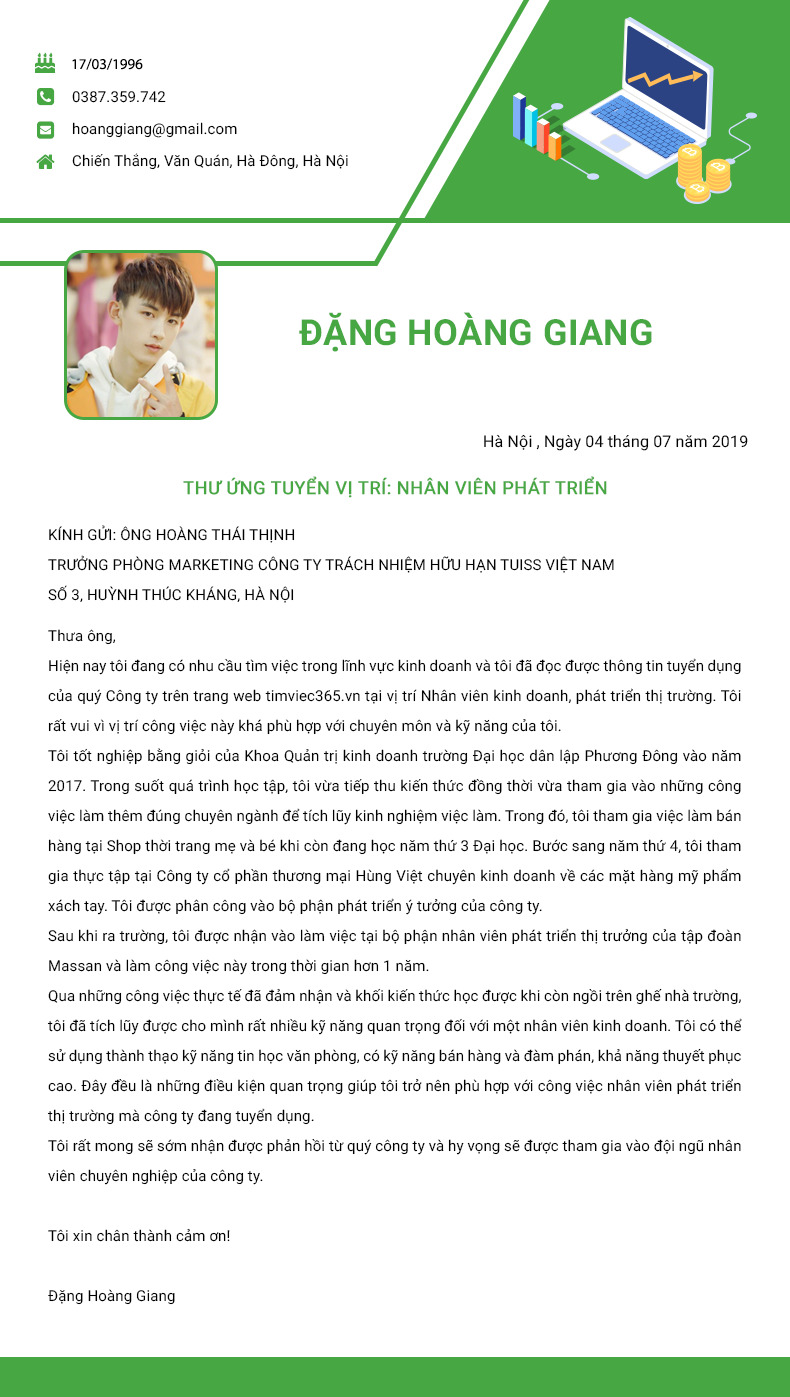 17/03/1996
0387.359.742
hoanggiang@gmail.com
Chiến Thắng, Văn Quán, Hà Đông, Hà Nội
ĐẶNG HOÀNG GIANG
Hà Nội , Ngày 04 tháng 07 năm 2019
THƯ ỨNG TUYỂN VỊ TRÍ: NHÂN VIÊN PHÁT TRIỂN
KÍNH GỬI: ÔNG HOÀNG THÁI THỊNH
TRƯỞNG PHÒNG MARKETING CÔNG TY TRÁCH NHIỆM HỮU HẠN TUISS VIỆT NAM
SỐ 3, HUỲNH THÚC KHÁNG, HÀ NỘI
Thưa ông,
Hiện nay tôi đang có nhu cầu tìm việc trong lĩnh vực kinh doanh và tôi đã đọc được thông tin tuyển dụng
của quý Công ty trên trang web timviec365.vn tại vị trí Nhân viên kinh doanh, phát triển thị trường. Tôi
rất vui vì vị trí công việc này khá phù hợp với chuyên môn và kỹ năng của tôi.
Tôi tốt nghiệp bằng giỏi của Khoa Quản trị kinh doanh trường Đại học dân lập Phương Đông vào năm
2017. Trong suốt quá trình học tập, tôi vừa tiếp thu kiến thức đồng thời vừa tham gia vào những công
việc làm thêm đúng chuyên ngành để tích lũy kinh nghiệm việc làm. Trong đó, tôi tham gia việc làm bán
hàng tại Shop thời trang mẹ và bé khi còn đang học năm thứ 3 Đại học. Bước sang năm thứ 4, tôi tham
gia thực tập tại Công ty cổ phần thương mại Hùng Việt chuyên kinh doanh về các mặt hàng mỹ phẩm
xách tay. Tôi được phân công vào bộ phận phát triển ý tưởng của công ty.
Sau khi ra trường, tôi được nhận vào làm việc tại bộ phận nhân viên phát triển thị trưởng của tập đoàn
Massan và làm công việc này trong thời gian hơn 1 năm.
Qua những công việc thực tế đã đảm nhận và khối kiến thức học được khi còn ngồi trên ghế nhà trường,
tôi đã tích lũy được cho mình rất nhiều kỹ năng quan trọng đối với một nhân viên kinh doanh. Tôi có thể
sử dụng thành thạo kỹ năng tin học văn phòng, có kỹ năng bán hàng và đàm phán, khả năng thuyết phục
cao. Đây đều là những điều kiện quan trọng giúp tôi trở nên phù hợp với công việc nhân viên phát triển
thị trường mà công ty đang tuyển dụng.
Tôi rất mong sẽ sớm nhận được phản hồi từ quý công ty và hy vọng sẽ được tham gia vào đội ngũ nhân
viên chuyên nghiệp của công ty.
Tôi xin chân thành cảm ơn!
Đặng Hoàng Giang